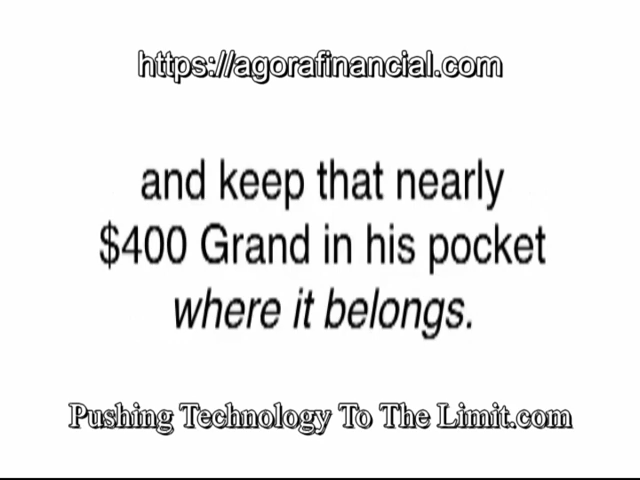 https://agorafinancial.com
and keep that nearly
$400 Grand in his pocket
where it belongs.
Pushing Technology To The Limit.com